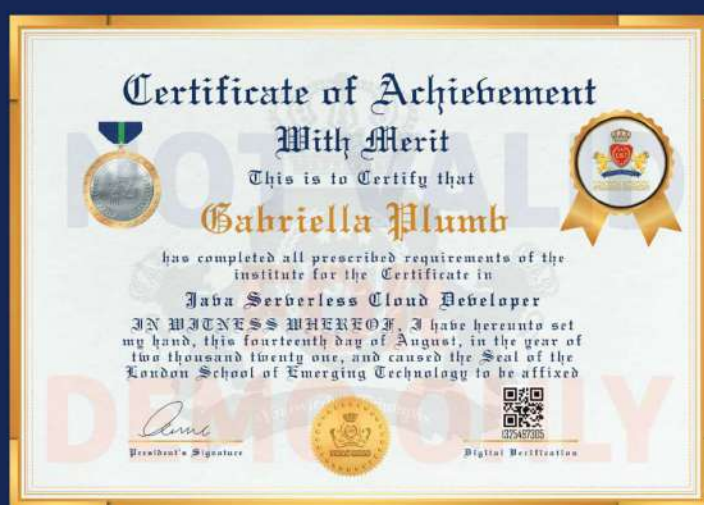 Certificate of Achievement
With Merit
This is to Certify that
Gabriella Plumb
has completed all prescribed requirements of the
institute for the Certificate in
Java Serverless Cloud Developer
IN WITNESS WHEREOF, I have hereunto set
my hand, this fourteenth day of August, in the year of
two thousand twenty one, and caused the Seal of the
London School of Emerging Technology to be affixed
NOT VALID
DEMO ONLY
1325487305
President's Signature
Digital Verification